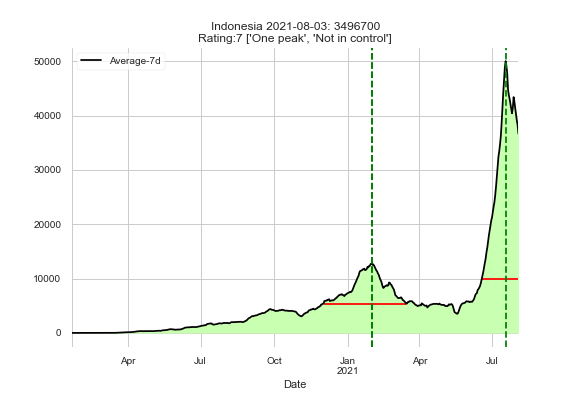 Indonesia 2021-08-03: 3496700
Rating:7 ['One peak', 'Not in control']
Average-7d
50000
40000
30000
20000
10000
0
Apr Jul Oct Jan Apr Jul
2021
Date